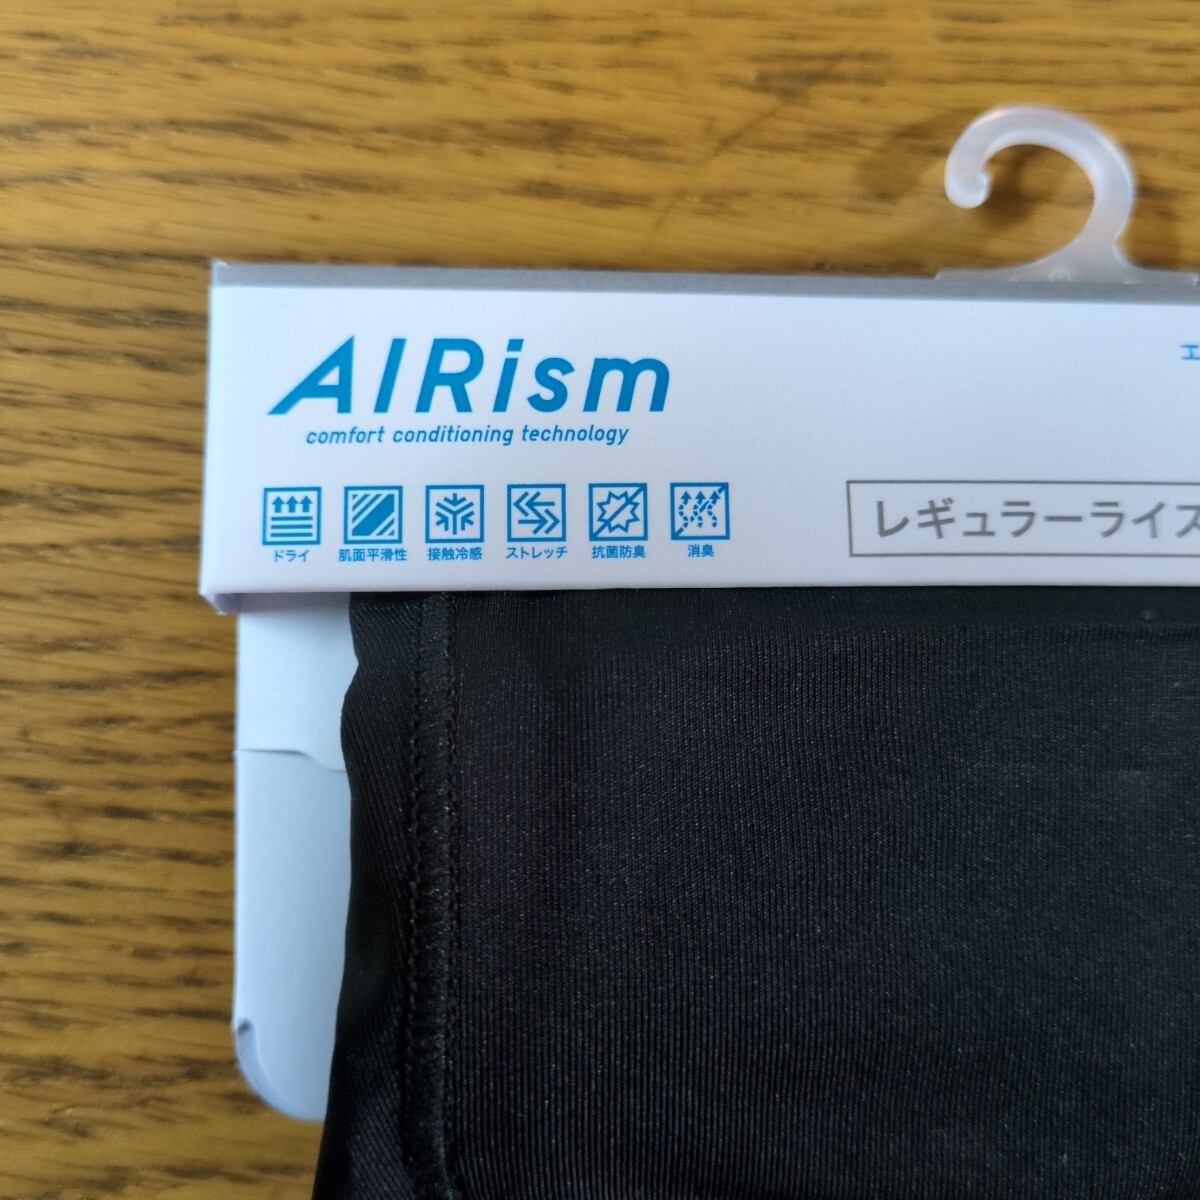 AIRism
comfort conditioning technology
エ
ドライ 肌面平滑性 接触冷感 ストレッチ 抗菌防臭 消臭
レギュラーライズ